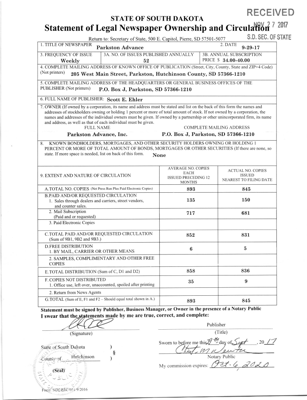 RECEIVED
STATE OF SOUTH DAKOTA
Statement of Legal Newspaper Ownership and Circulation
Return to: Secretary of State, 500 E. Capitol, Pierre, SD 57501-5077
S.D. SEC. OF STATE
1. TITLE OF NEWSPAPER
Parkston Advance
2. DATE
9-29-17
3. FREQUENCY OF ISSUE
Weekly
3A. NO. OF ISSUES PUBLISHED ANNUALLY
52
3B. ANNUAL SUBSCRIPTION
PRICE $
4. COMPLETE MAILING ADDRESS OF KNOWN OFFICE OF PUBLICATION (Street, City, County, State and ZIP+4 Code)
(Not printers)
205 West Main Street, Parkston, Hutchinson County, SD 57366-1210
5. COMPLETE MAILING ADDRESS OF THE HEADQUARTERS OR GENERAL BUSINESS OFFICES OF THE
PUBLISHER (Not printers)
P.O. Box J, Parkston, SD 57366-1210
6. FULL NAME OF PUBLISHER:
Scott E. Ehler
7. OWNER (If owned by a corporation, its name and address must be stated and list on the back of this form the names and
addresses of stockholders owning or holding 1 percent or more of total amount of stock. If not owned by a corporation, the
names and addresses of the individual owners must be given. If owned by a partnership or other unincorporated firm, its name
and address, as well as that of each individual must be given.
FULL NAME
COMPLETE MAILING ADDRESS
Parkston Advance, Inc.
P.O. Box J, Parkston, SD 57366-1210
8. KNOWN BONDHOLDERS, MORTGAGES, AND OTHER SECURITY HOLDERS OWNING OR HOLDING 1
PERCENT OR MORE OF TOTAL AMOUNT OF BONDS, MORTGAGES OR OTHER SECURITIES (If there are none, so
state. If more space is needed, list on back of this form.
None
9. EXTENT AND NATURE OF CIRCULATION
AVERAGE NO. COPIES
EACH
ISSUED PRECEDING 12
MONTHS
ACTUAL NO. COPIES
ISSUED
NEAREST TO FILING DATE
A. TOTAL NO. COPIES (Net Press Run Plus Paid Electronic Copies)
893
845
B. PAID AND/OR REQUESTED CIRCULATION
1. Sales through dealers and carriers, street vendors,
and counter sales
135
150
2. Mail Subscription
(Paid and or requested)
717
681
3. Paid Electronic Copies
C. TOTAL PAID AND/OR REQUESTED CIRCULATION
(Sum of 9B1, 9B2 and 9B3.)
852
831
D. FREE DISTRIBUTION
1. BY MAIL, CARRIER OR OTHER MEANS
6
5
2. SAMPLES, COMPLIMENTARY AND OTHER FREE
COPIES
E. TOTAL DISTRIBUTION (Sum of C, D1 and D2)
858
836
F. COPIES NOT DISTRIBUTED
1. Office use, left over, unaccounted, spoiled after printing
35
9
2. Return from News Agents
G. TOTAL (Sum of E, F1 and F2 - Should equal total shown in A.)
893
845
Statement must be signed by Publisher, Business Manager, or Owner in the presence of a Notary Public
I swear that the statements made by me are true, correct, and complete:
(Signature)
Publisher
(Title)
State of South Dakota
County of Hutchinson
(Seal)
Sworn to before me this
Notary Public
My commission expires: